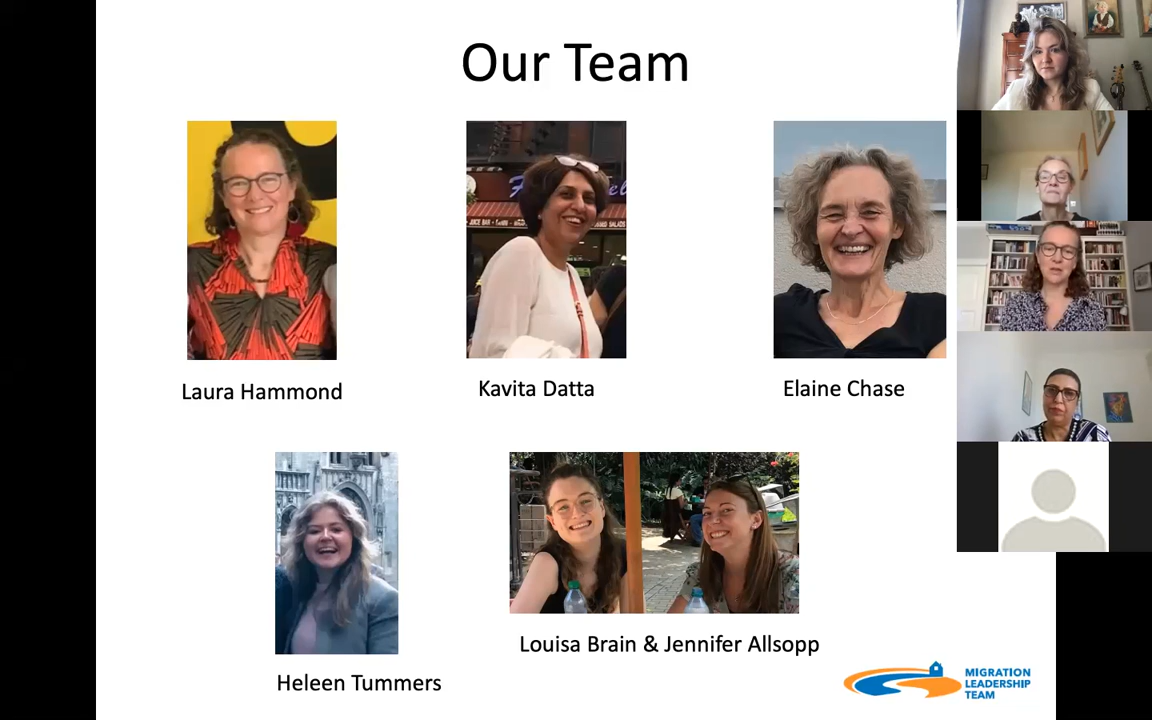 Our Team
Laura Hammond
Kavita Datta
Elaine Chase
Heleen Tummers
Louisa Brain & Jennifer Allsopp
MIGRATION
LEADERSHIP
TEAM